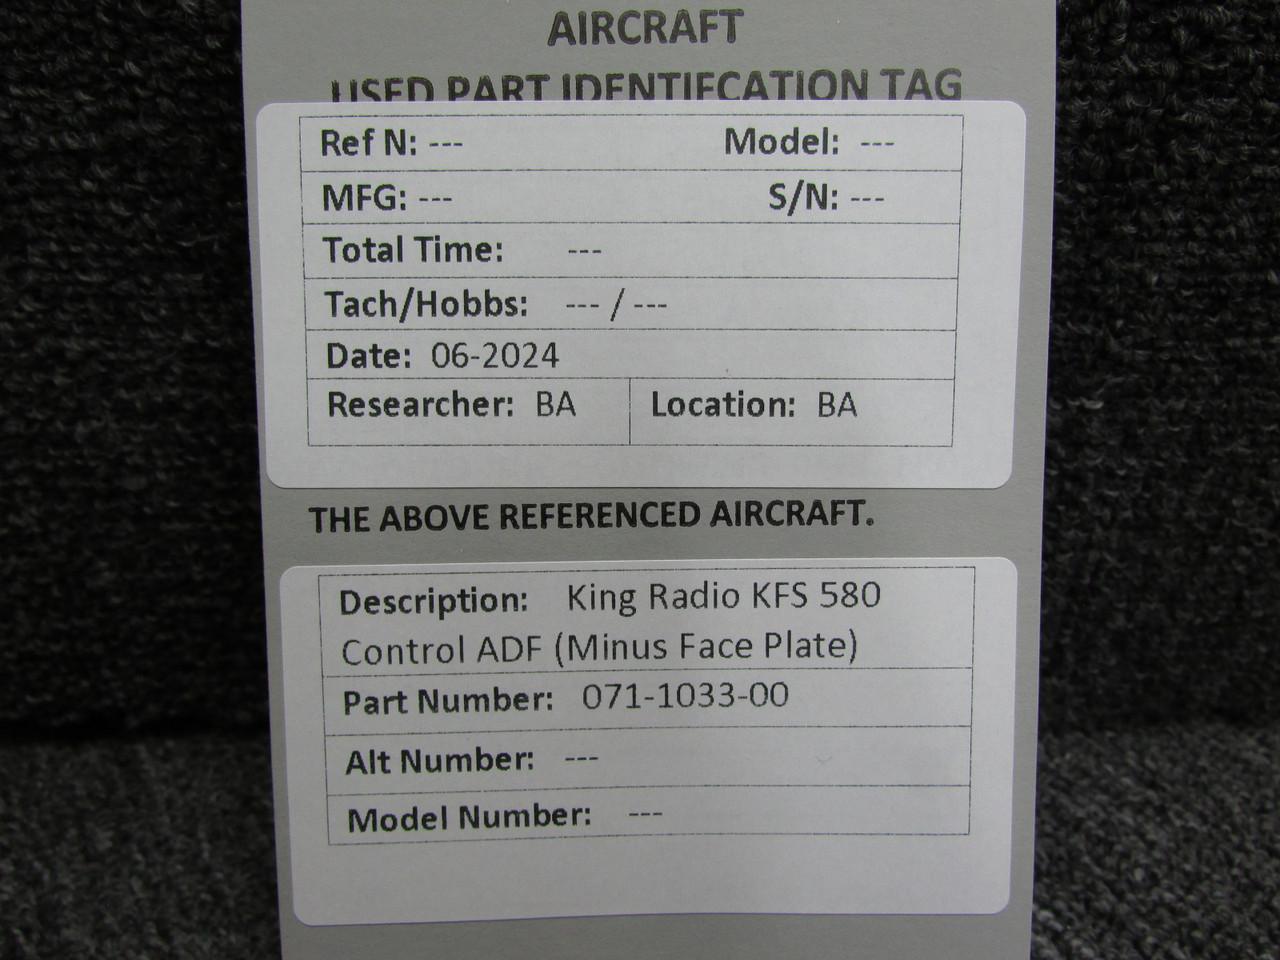 AIRCRAFT
USED PART IDENTIFCATION TAG
Ref N: --- Model: ---
MFG: --- S/N: ---
Total Time: ---
Tach/Hobbs: --- / ---
Date: 06-2024
Researcher: BA Location: BA
THE ABOVE REFERENCED AIRCRAFT.
Description: King Radio KFS 580
Control ADF (Minus Face Plate)
Part Number: 071-1033-00
Alt Number: ---
Model Number: ---